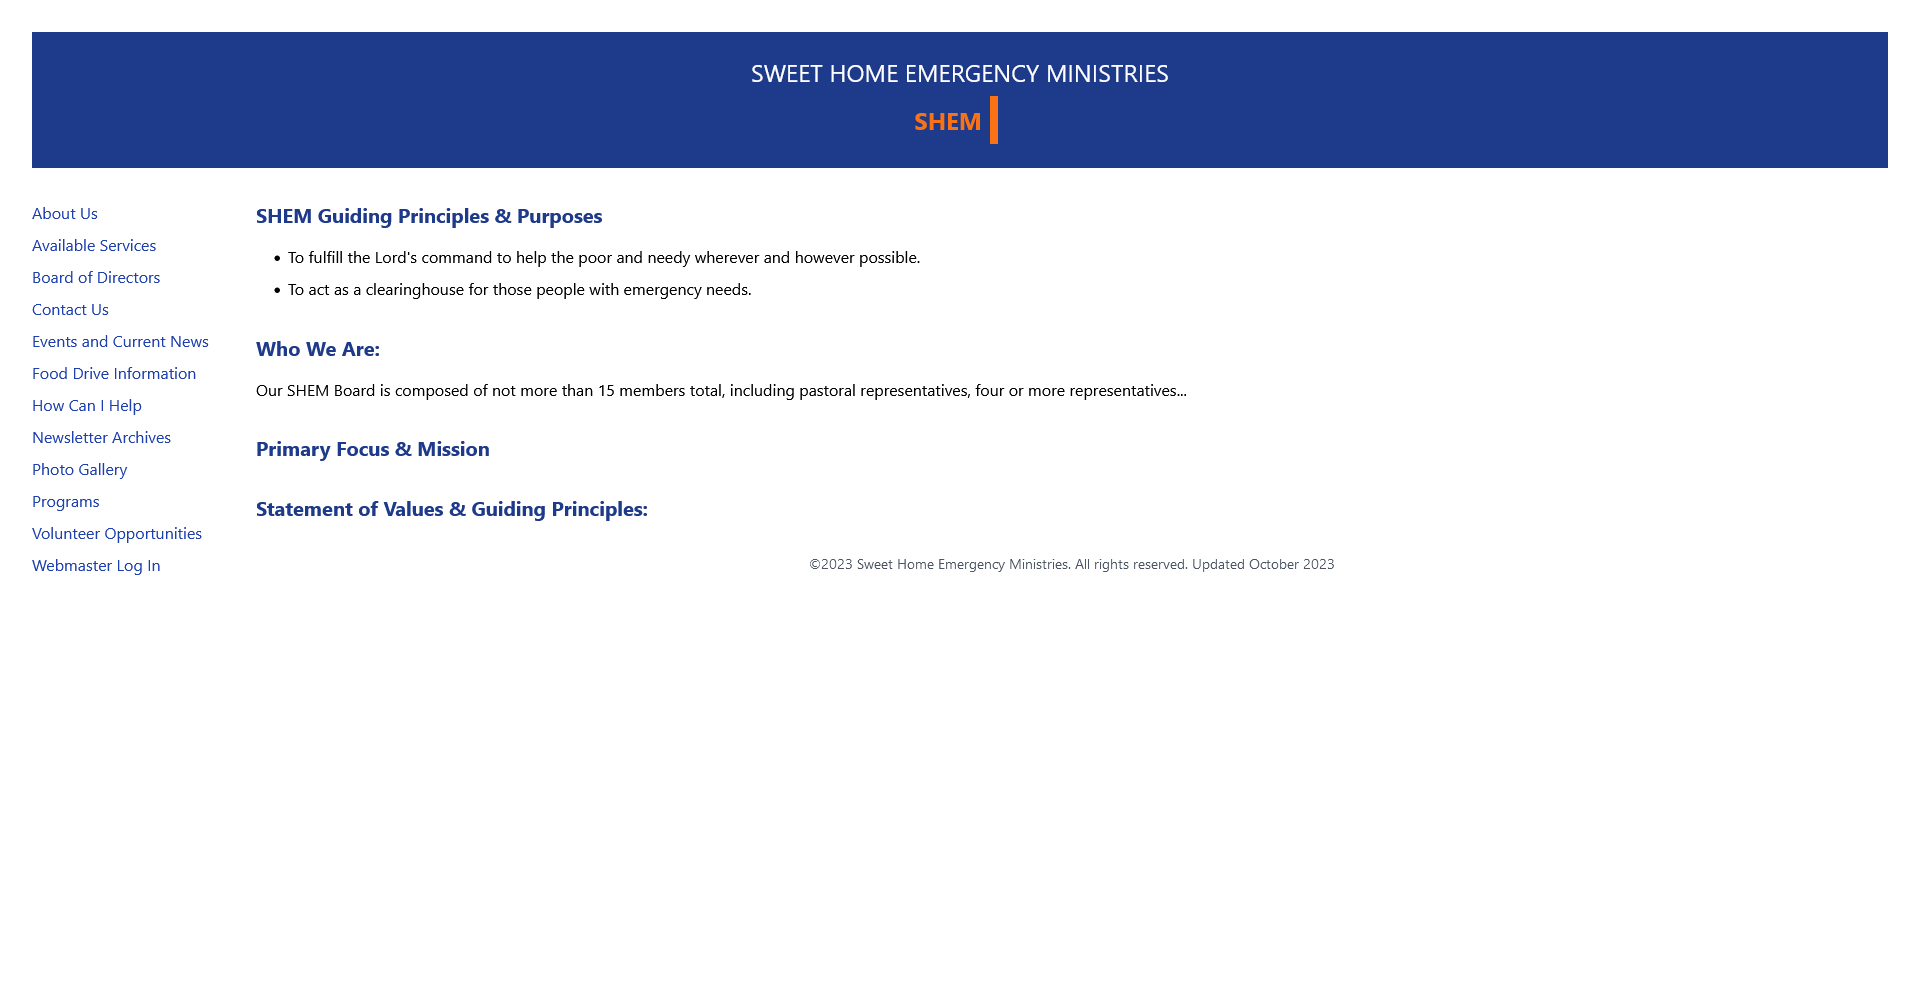 SWEET HOME EMERGENCY MINISTRIES
SHEM
About Us
Available Services
Board of Directors
Contact Us
Events and Current News
Food Drive Information
How Can I Help
Newsletter Archives
Photo Gallery
Programs
Volunteer Opportunities
Webmaster Log In
SHEM Guiding Principles & Purposes
• To fulfill the Lord's command to help the poor and needy wherever and however possible.
• To act as a clearinghouse for those people with emergency needs.
Who We Are:
Our SHEM Board is composed of not more than 15 members total, including pastoral representatives, four or more representatives...
Primary Focus & Mission
Statement of Values & Guiding Principles:
©2023 Sweet Home Emergency Ministries. All rights reserved. Updated October 2023